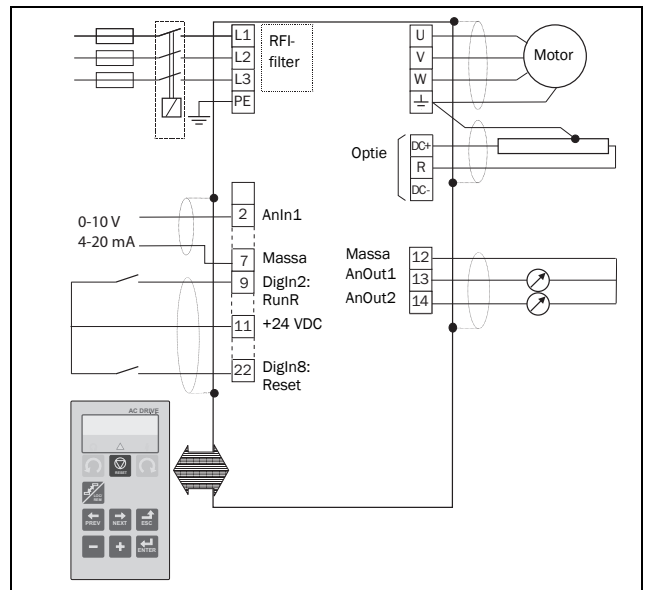 L1
L2
L3
PE
RFI-
filter
U
V
W
Motor
Optie
DC+
R
DC-
0-10 V
4-20 mA
2 AnIn1
7 Massa
9 DigIn2:
RunR
11 +24 VDC
22 DigIn8:
Reset
Massa 12
AnOut1 13
AnOut2 14
AC DRIVE
RESET
LOC
REM
PREV
NEXT
ESC
ENTER